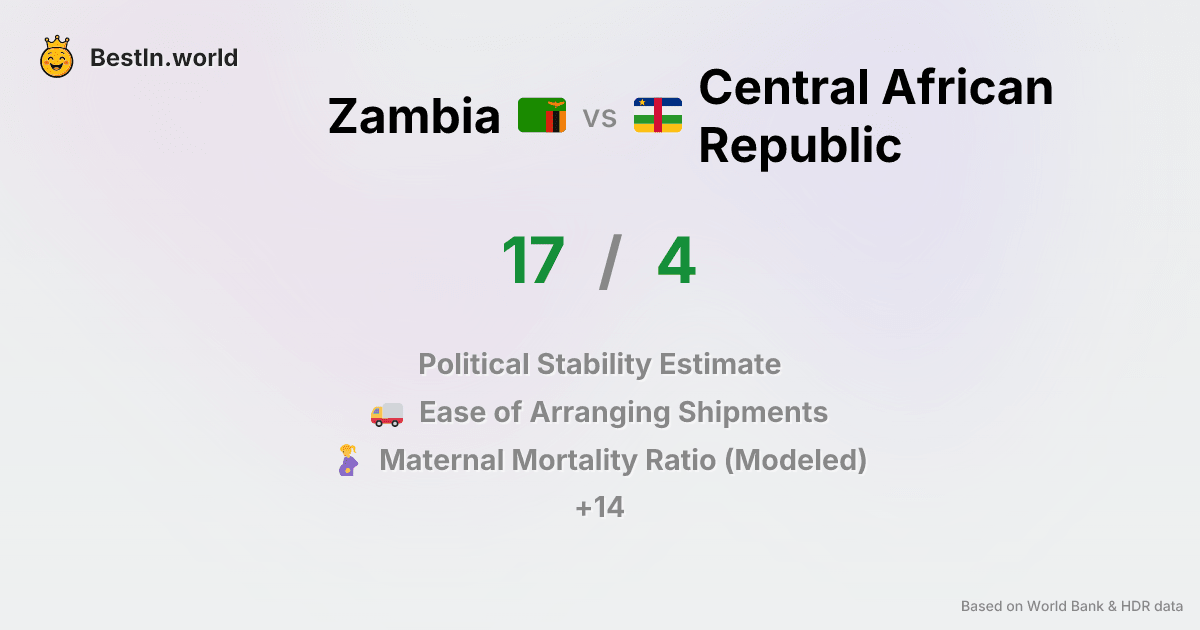 BestIn.world
Zambia vs Central African
Republic
17 / 4
Political Stability Estimate
Ease of Arranging Shipments
Maternal Mortality Ratio (Modeled)
+14
Based on World Bank & HDR data